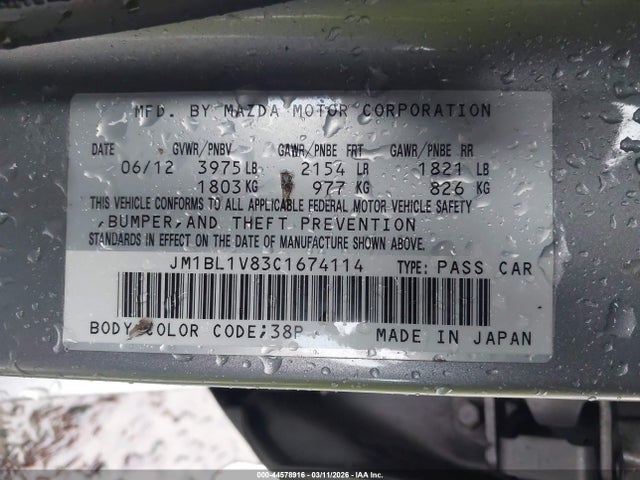 MFD. BY MAZDA MOTOR CORPORATION
DATE GVWR/PNBV GAWR/PNBE FRT GAWR/PNBE RR
06/12 3975 LB 2154 LB 1821 LB
1803 KG 977 KG 826 KG
THIS VEHICLE CONFORMS TO ALL APPLICABLE FEDERAL MOTOR VEHICLE SAFETY
,BUMPER,AND THEFT PREVENTION
STANDARDS IN EFFECT ON THE DATE OF MANUFACTURE SHOWN ABOVE.
JM1BL1V83C1674114 TYPE: PASS CAR
BODY COLOR CODE;38P MADE IN JAPAN
000-44578916 - 03/11/2026 - IAA Inc.